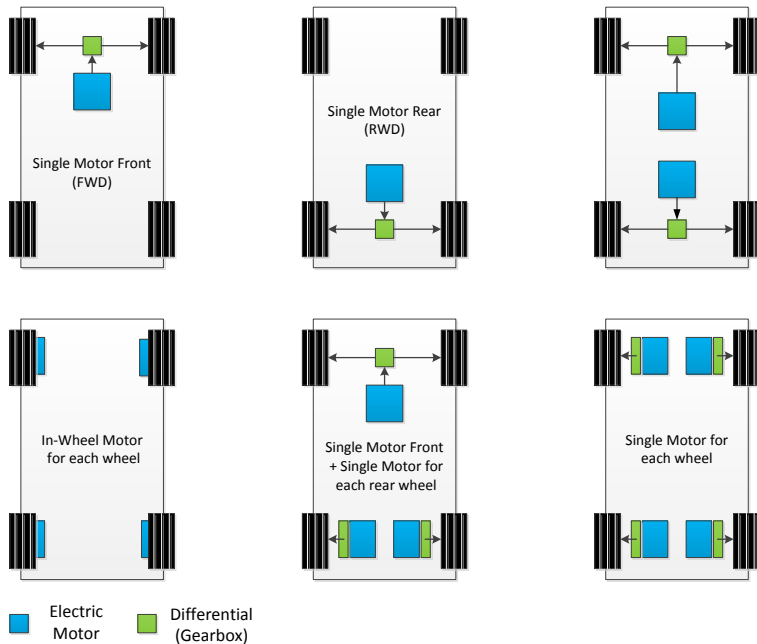 Single Motor Front
(FWD)
Single Motor Rear
(RWD)
In-Wheel Motor
for each wheel
Single Motor Front
+ Single Motor for
each rear wheel
Single Motor for
each wheel
Electric
Motor
Differential
(Gearbox)